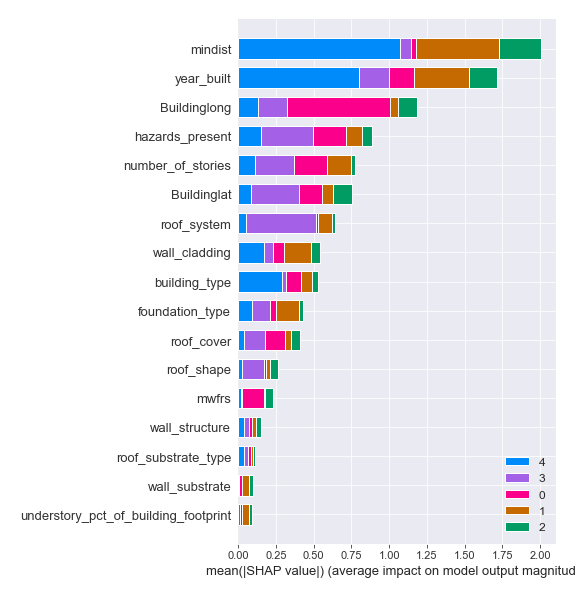 mindist
year_built
Buildinglong
hazards_present
number_of_stories
Buildinglat
roof_system
wall_cladding
building_type
foundation_type
roof_cover
roof_shape
mwfrs
wall_structure
roof_substrate_type
wall_substrate
understory_pct_of_building_footprint
4
3
0
1
2
0.00 0.25 0.50 0.75 1.00 1.25 1.50 1.75 2.00
mean(|SHAP value|) (average impact on model output magnitud